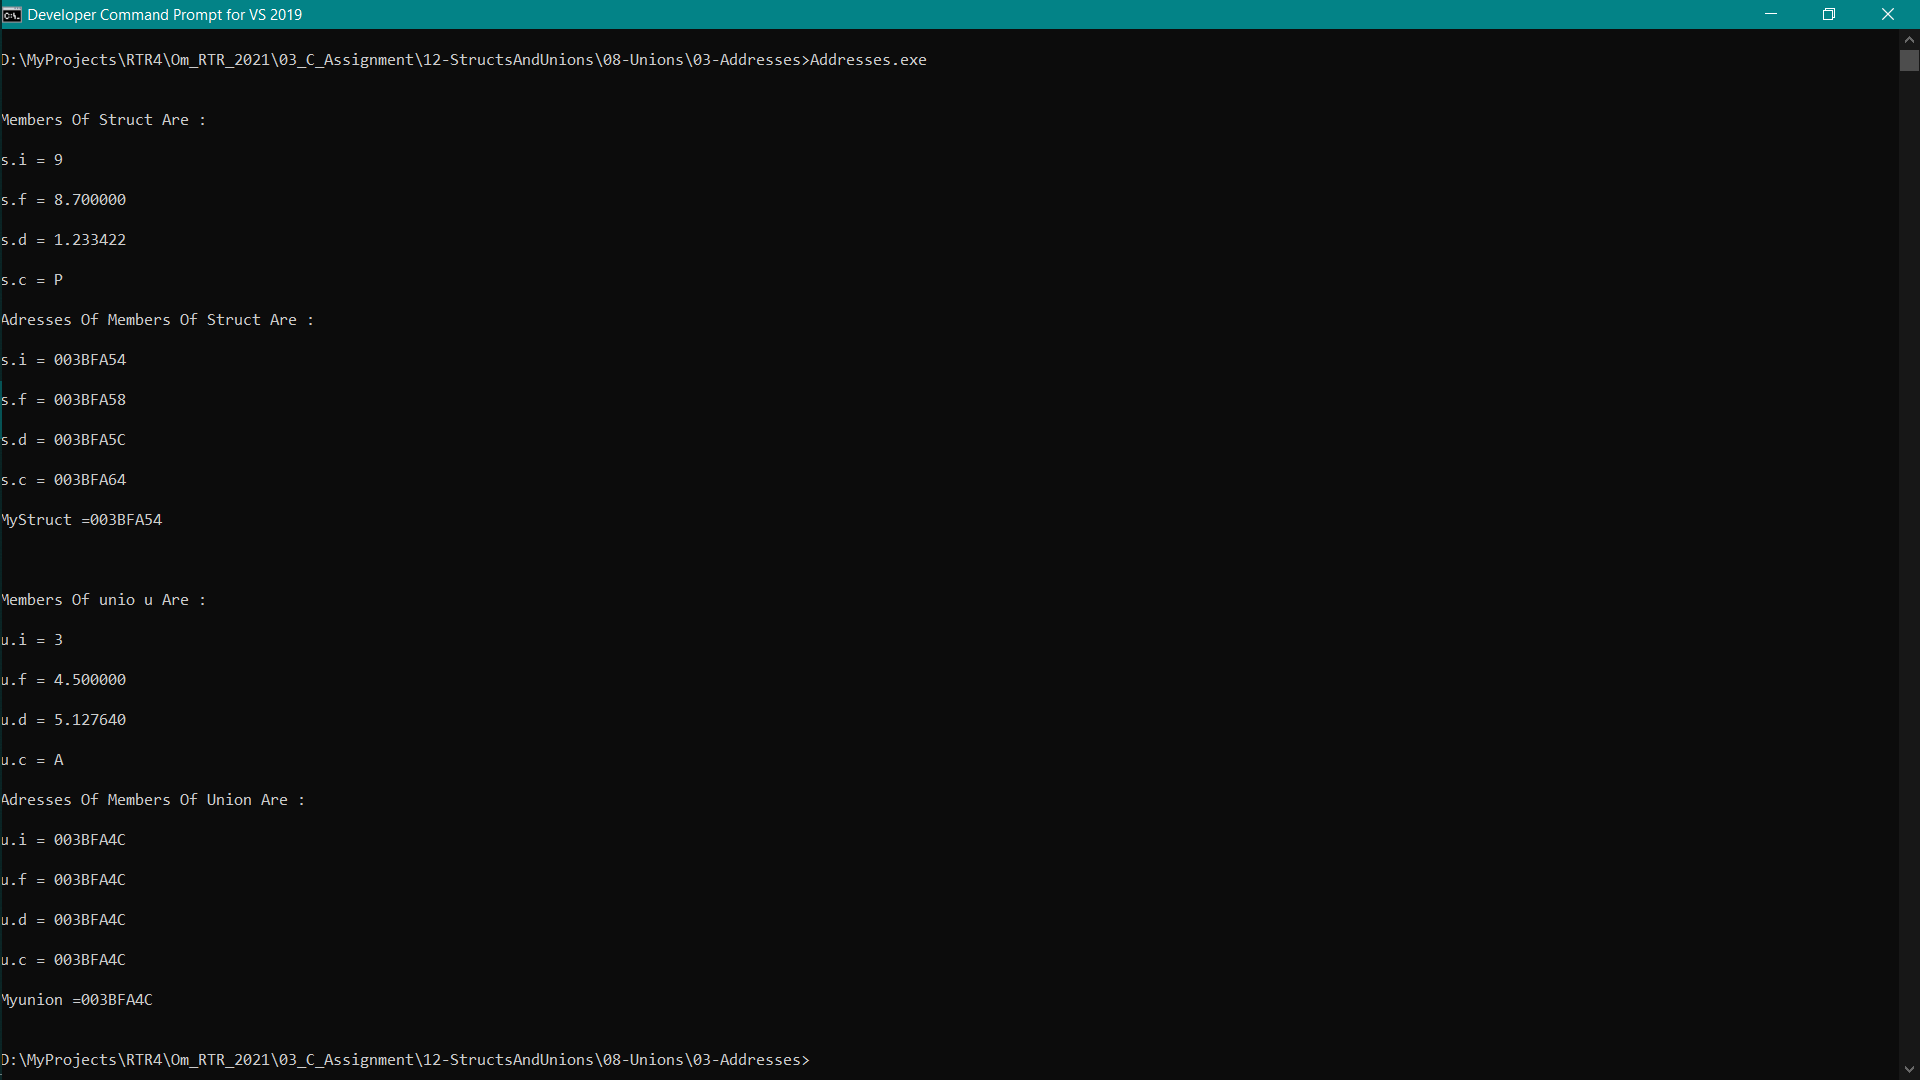 Developer Command Prompt for VS 2019
D:\MyProjects\RTR4\Om_RTR_2021\03_C_Assignment\12-StructsAndUnions\08-Unions\03-Addresses>Addresses.exe
Members Of Struct Are :
s.i = 9
s.f = 8.700000
s.d = 1.233422
s.c = P
Adresses Of Members Of Struct Are :
s.i = 003BFA54
s.f = 003BFA58
s.d = 003BFA5C
s.c = 003BFA64
MyStruct =003BFA54
Members Of unio u Are :
u.i = 3
u.f = 4.500000
u.d = 5.127640
u.c = A
Adresses Of Members Of Union Are :
u.i = 003BFA4C
u.f = 003BFA4C
u.d = 003BFA4C
u.c = 003BFA4C
Myunion =003BFA4C
D:\MyProjects\RTR4\Om_RTR_2021\03_C_Assignment\12-StructsAndUnions\08-Unions\03-Addresses>